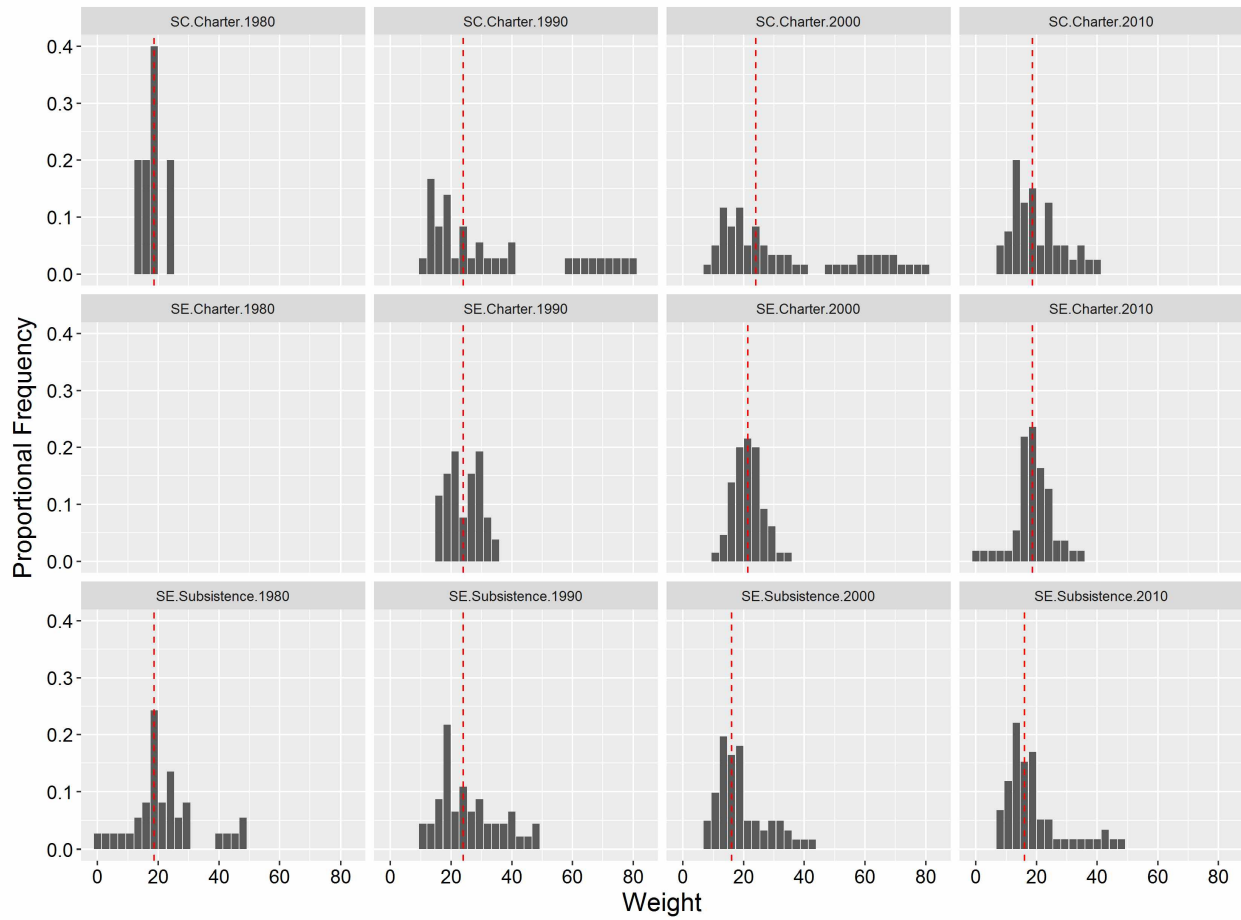 SC.Charter.1980 SC.Charter.1990 SC.Charter.2000 SC.Charter.2010
0.4
0.3
0.2
0.1
0.0
SE.Charter.1980 SE.Charter.1990 SE.Charter.2000 SE.Charter.2010
0.4
0.3
0.2
0.1
0.0
SE.Subsistence.1980 SE.Subsistence.1990 SE.Subsistence.2000 SE.Subsistence.2010
0.4
0.3
0.2
0.1
0.0
0 20 40 60 80 0 20 40 60 80 0 20 40 60 80 0 20 40 60 80
Proportional Frequency
Weight